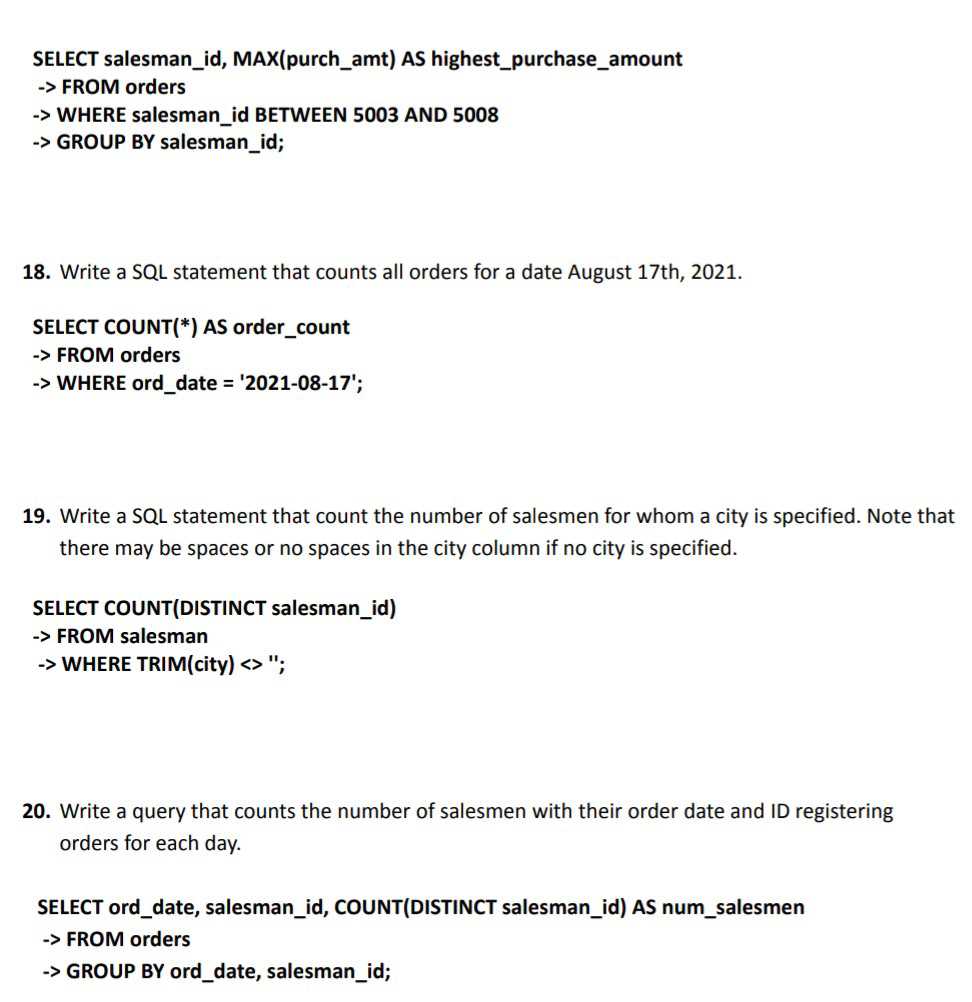 SELECT salesman_id, MAX(purch_amt) AS highest_purchase_amount
-> FROM orders
-> WHERE salesman_id BETWEEN 5003 AND 5008
-> GROUP BY salesman_id;
18. Write a SQL statement that counts all orders for a date August 17th, 2021.
SELECT COUNT(*) AS order_count
-> FROM orders
-> WHERE ord_date = '2021-08-17';
19. Write a SQL statement that count the number of salesmen for whom a city is specified. Note that
there may be spaces or no spaces in the city column if no city is specified.
SELECT COUNT(DISTINCT salesman_id)
-> FROM salesman
-> WHERE TRIM(city) <> '';
20. Write a query that counts the number of salesmen with their order date and ID registering
orders for each day.
SELECT ord_date, salesman_id, COUNT(DISTINCT salesman_id) AS num_salesmen
-> FROM orders
-> GROUP BY ord_date, salesman_id;